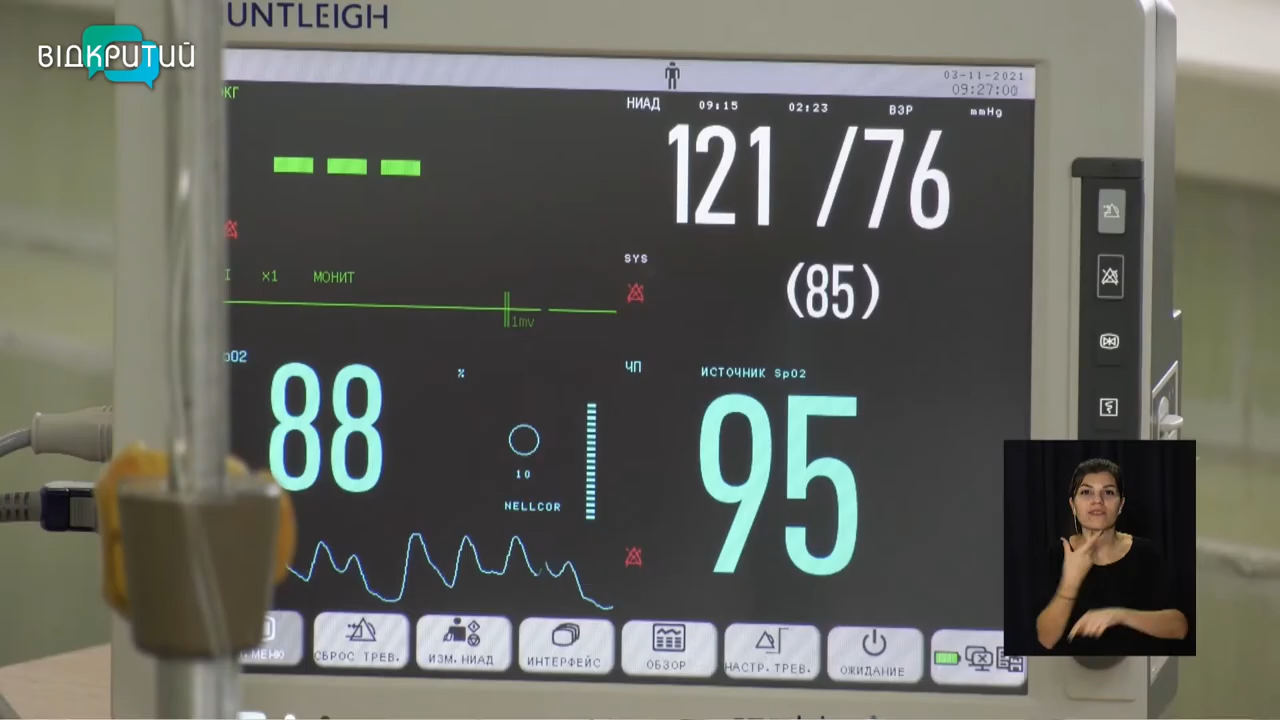 UNTLEIGH
ВІДКРИТИЙ
03-11-2021
09:27:00
КГ
НИАД 09:15 02:23 ВЗР mmHg
121 /76
SYS
(85)
I x1 МОНИТ
1mv
pO2 % ЧП ИСТОЧНИК SpO2
88
95
10
NELLCOR
МЕНЮ
СБРОС ТРЕВ.
ИЗМ. НИАД
ИНТЕРФЕЙС
ОБЗОР
НАСТР. ТРЕВ.
ОЖИДАНИЕ